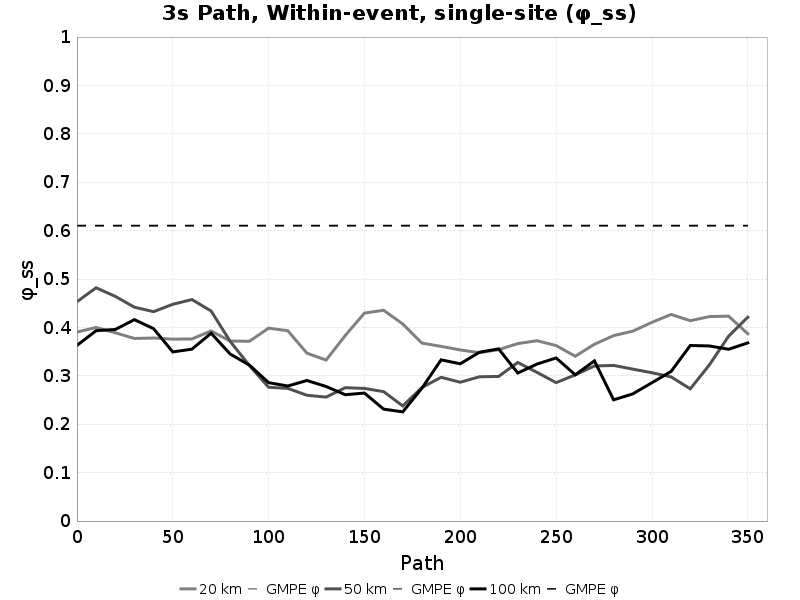 3s Path, Within-event, single-site (φ_ss)
1
0.9
0.8
0.7
0.6
0.5
0.4
0.3
0.2
0.1
0
φ_ss
0 50 100 150 200 250 300 350
Path
20 km GMPE φ 50 km GMPE φ 100 km GMPE φ